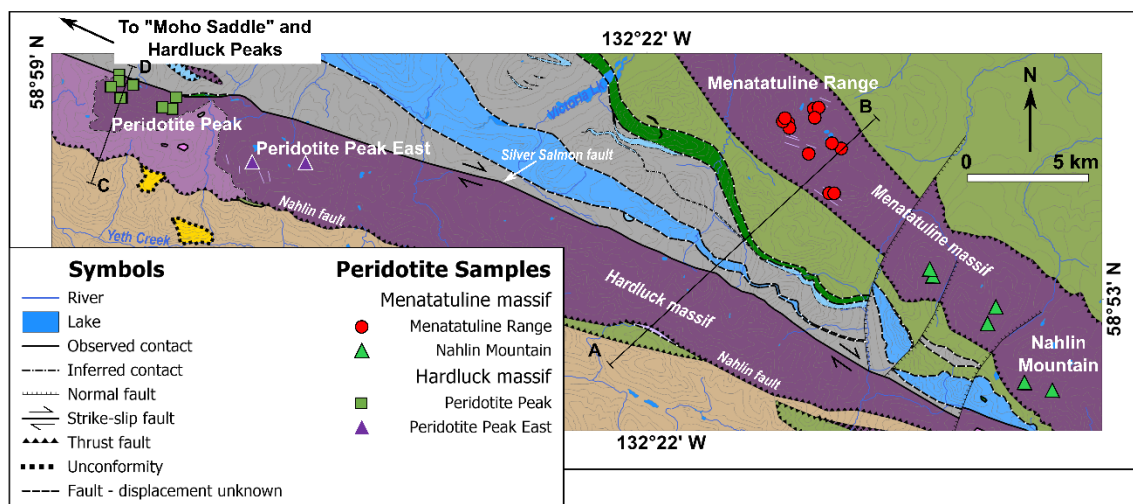 To "Moho Saddle" and
Hardluck Peaks
132°22' W
58°59' N
D
Menatatuline Range
N
B
Peridotite Peak
Peridotite Peak East
Silver Salmon fault
0 5 km
C
Nahlin fault
Menatatuline massif
Yeth Creek
Hardluck massif
58°53 N
A
Nahlin fault
Nahlin
Mountain
132°22' W
Symbols
River
Lake
Observed contact
Inferred contact
Normal fault
Strike-slip fault
Thrust fault
Unconformity
Fault - displacement unknown
Peridotite Samples
Menatatuline massif
Menatatuline Range
Nahlin Mountain
Hardluck massif
Peridotite Peak
Peridotite Peak East